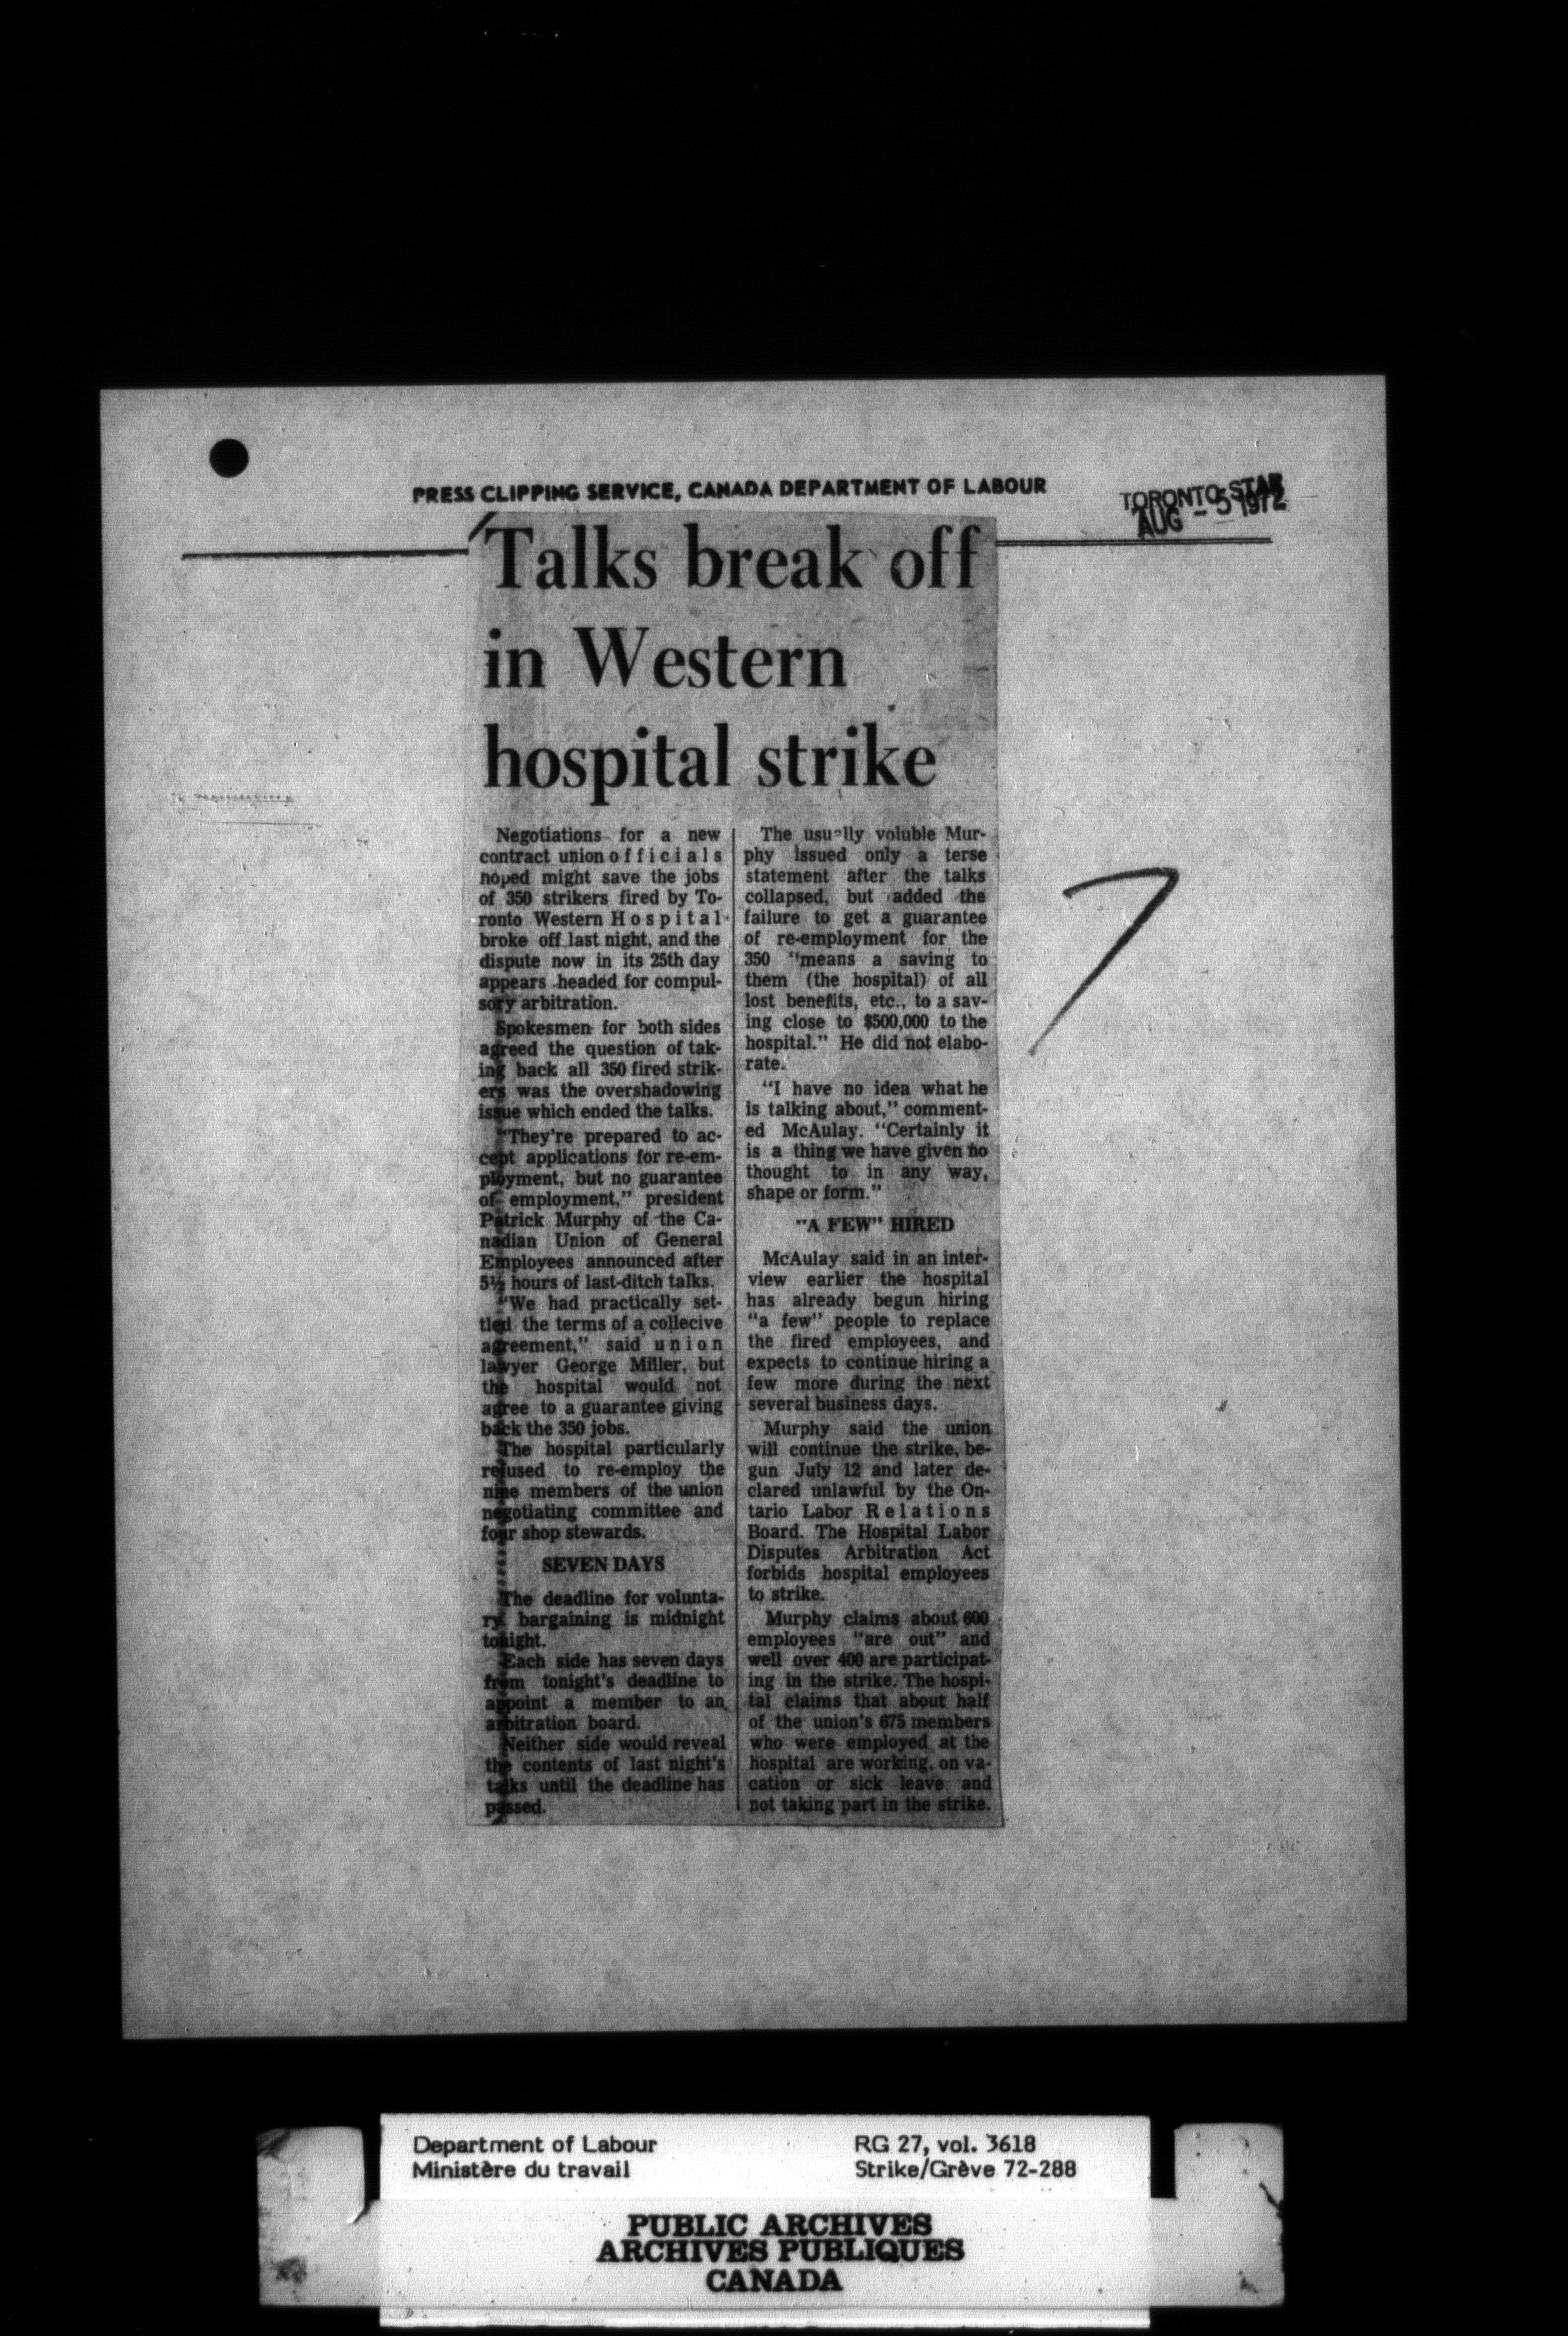 PRESS CLIPPING SERVICE, CANADA DEPARTMENT OF LABOUR
TORONTO STAR
AUG - 5 1972
Talks break off
in Western
hospital strike
Negotiations for a new
contract union officials
hoped might save the jobs
of 350 strikers fired by To-
ronto Western Hospital
broke off last night, and the
dispute now in its 25th day
appears headed for compul-
sory arbitration.
Spokesmen for both sides
agreed the question of tak-
ing back all 350 fired strik-
ers was the overshadowing
issue which ended the talks.
"They're prepared to ac-
cept applications for re-em-
ployment, but no guarantee
of employment," president
Patrick Murphy of the Ca-
nadian Union of General
Employees announced after
5½ hours of last-ditch talks.
"We had practically set-
tled the terms of a collecive
agreement," said union
lawyer George Miller, but
the hospital would not
agree to a guarantee giving
back the 350 jobs.
The hospital particularly
refused to re-employ the
nine members of the union
negotiating committee and
four shop stewards.
SEVEN DAYS
The deadline for volunta-
ry bargaining is midnight
tonight.
Each side has seven days
from tonight's deadline to
appoint a member to an
arbitration board.
Neither side would reveal
the contents of last night's
talks until the deadline has
passed.
The usually voluble Mur-
phy issued only a terse
statement after the talks
collapsed, but added the
failure to get a guarantee
of re-employment for the
350 "means a saving to
them (the hospital) of all
lost benefits, etc., to a sav-
ing close to $500,000 to the
hospital." He did not elabo-
rate.
"I have no idea what he
is talking about," comment-
ed McAulay. "Certainly it
is a thing we have given no
thought to in any way,
shape or form."
"A FEW" HIRED
McAulay said in an inter-
view earlier the hospital
has already begun hiring
"a few" people to replace
the fired employees, and
expects to continue hiring a
few more during the next
several business days.
Murphy said the union
will continue the strike, be-
gun July 12 and later de-
clared unlawful by the On-
tario Labor Relations
Board. The Hospital Labor
Disputes Arbitration Act
forbids hospital employees
to strike.
Murphy claims about 600
employees "are out" and
well over 400 are participat-
ing in the strike. The hospi-
tal claims that about half
of the union's 675 members
who were employed at the
hospital are working, on va-
cation or sick leave and
not taking part in the strike.
7
Department of Labour
Ministère du travail
RG 27, vol. 3618
Strike/Grève 72-288
PUBLIC ARCHIVES
ARCHIVES PUBLIQUES
CANADA